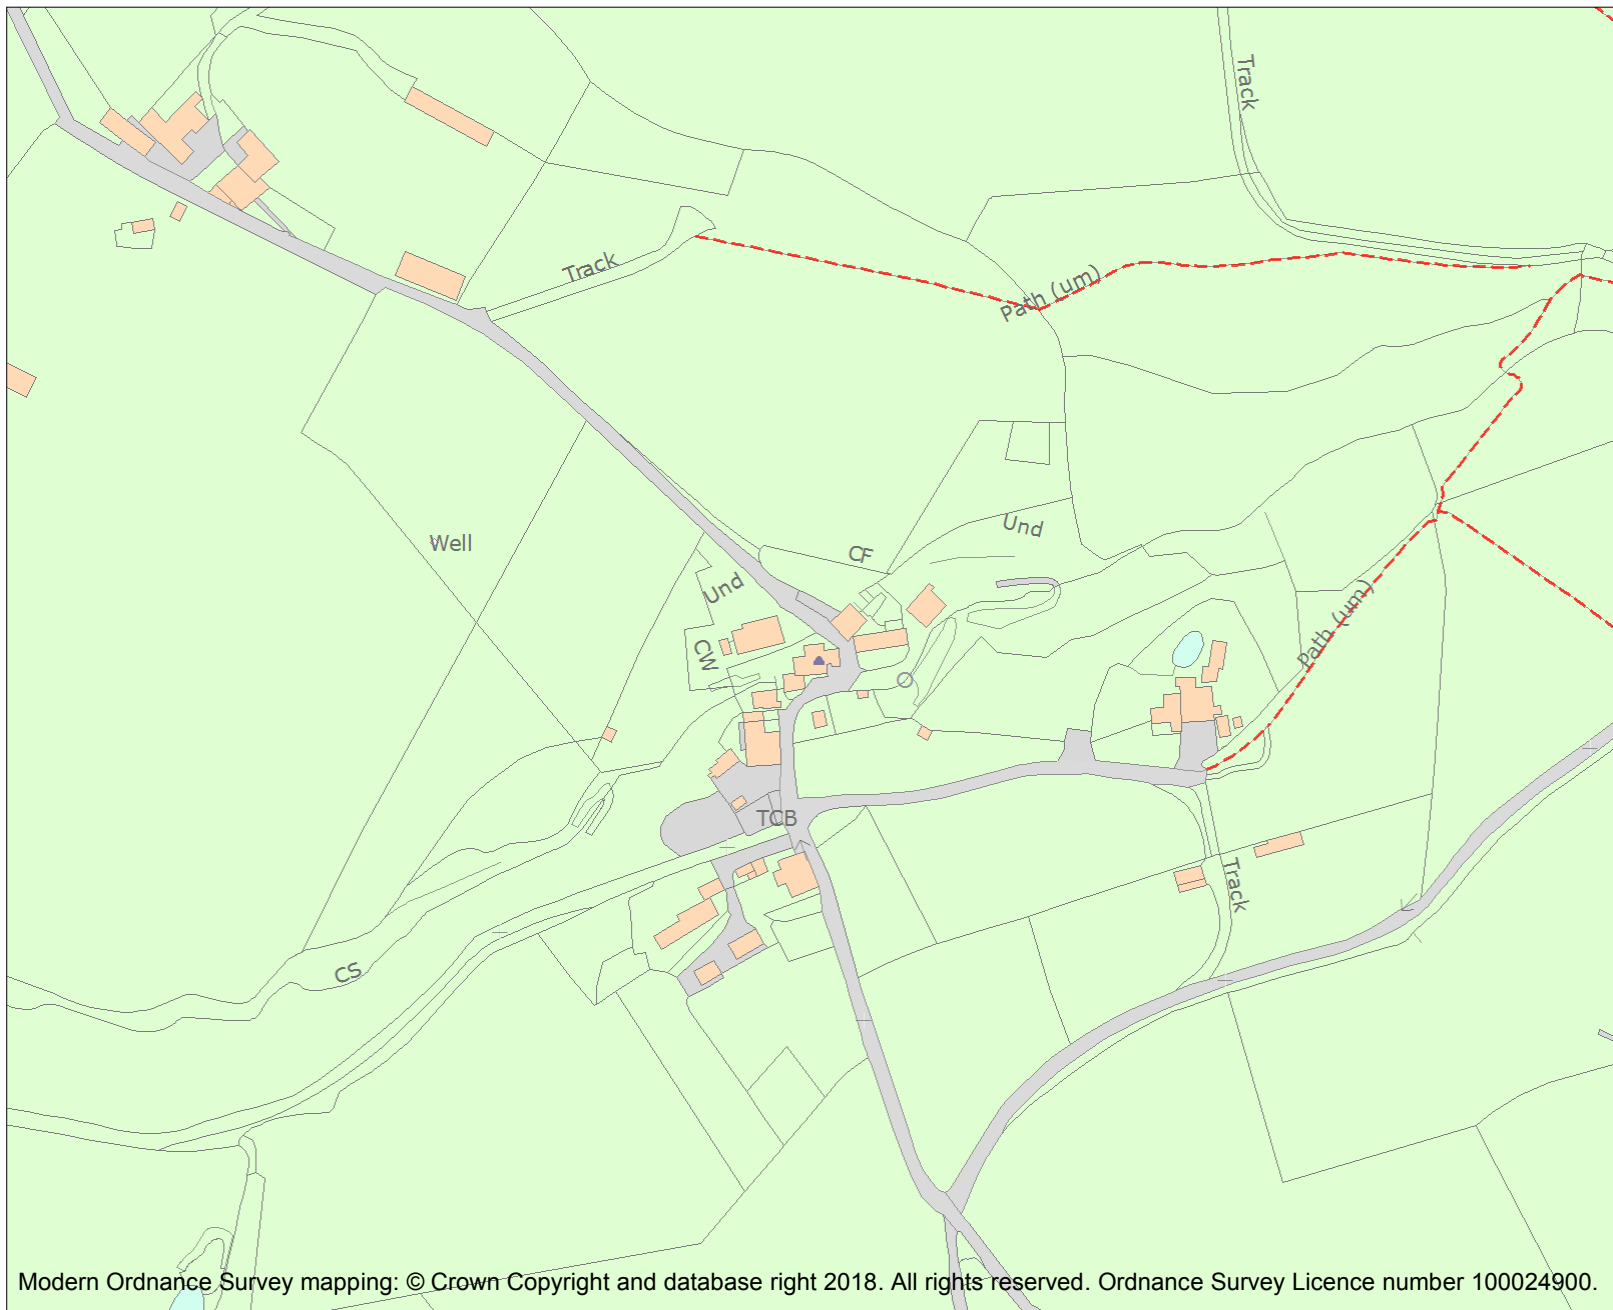 Track
Track
Path (um)
Well
Und
CF
Und
CW
Path (um)
TCB
Track
CS
Modern Ordnance Survey mapping: © Crown Copyright and database right 2018. All rights reserved. Ordnance Survey Licence number 100024900.